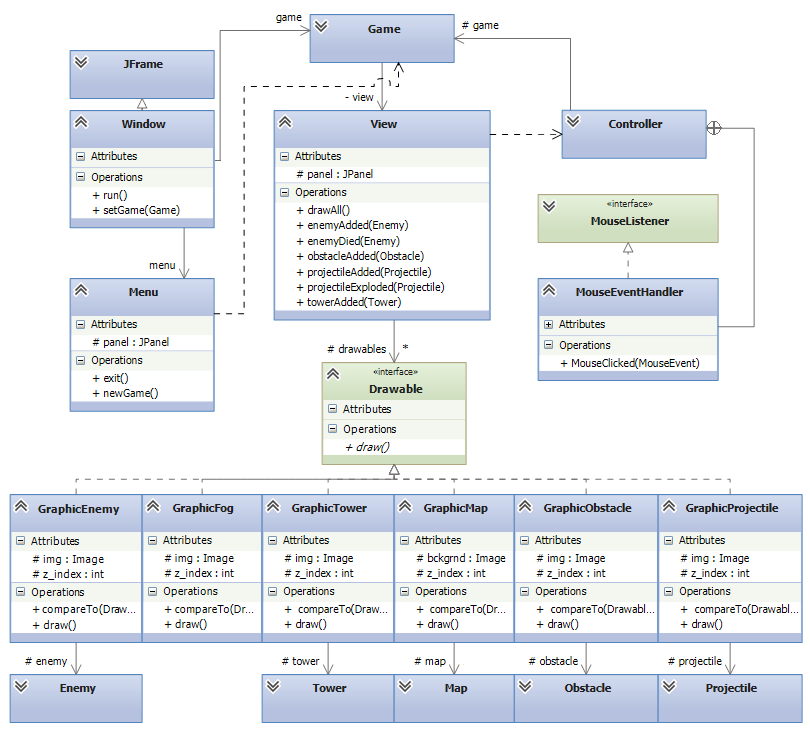 game
Game
# game
JFrame
- view
Window
Attributes
Operations
+ run()
+ setGame(Game)
View
Attributes
# panel : JPanel
Operations
+ drawAll()
+ enemyAdded(Enemy)
+ enemyDied(Enemy)
+ obstacleAdded(Obstacle)
+ projectileAdded(Projectile)
+ projectileExploded(Projectile)
+ towerAdded(Tower)
Controller
«interface»
MouseListener
menu
Menu
Attributes
# panel : JPanel
Operations
+ exit()
+ newGame()
MouseEventHandler
Attributes
Operations
+ MouseClicked(MouseEvent)
# drawables
*
«interface»
Drawable
Attributes
Operations
+ draw()
GraphicEnemy
Attributes
# img : Image
# z_index : int
Operations
+ compareTo(Draw...
+ draw()
GraphicFog
Attributes
# img : Image
# z_index : int
Operations
+ compareTo(Dr...
+ draw()
GraphicTower
Attributes
# img : Image
# z_index : int
Operations
+ compareTo(Draw...
+ draw()
GraphicMap
Attributes
# bckgrnd : Image
# z_index : int
Operations
+ compareTo(Draw...
+ draw()
GraphicObstacle
Attributes
# img : Image
# z_index : int
Operations
+ compareTo(Drawabl...
+ draw()
GraphicProjectile
Attributes
# img : Image
# z_index : int
Operations
+ compareTo(Drawabl...
+ draw()
# enemy
# tower
# map
# obstacle
# projectile
Enemy
Tower
Map
Obstacle
Projectile